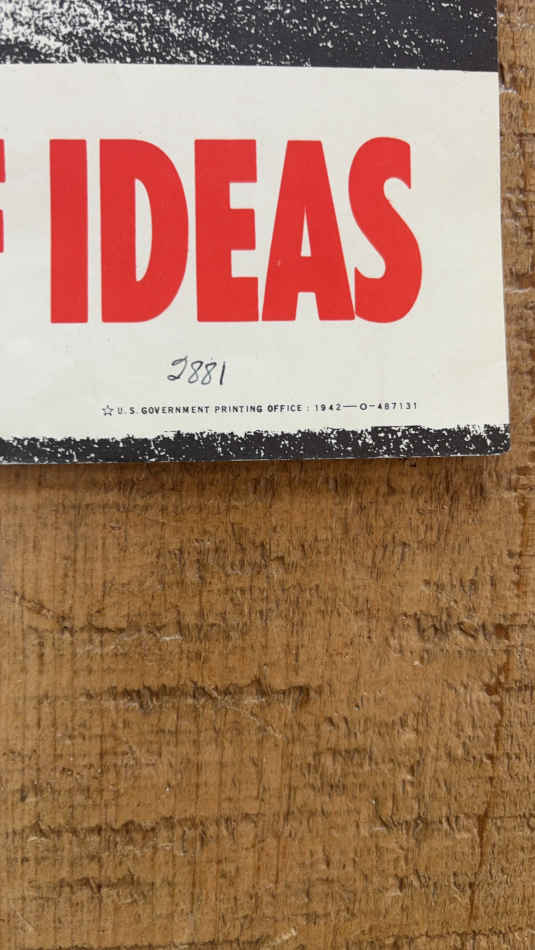 F IDEAS
2881
☆ U. S. GOVERNMENT PRINTING OFFICE : 1942—O-487131